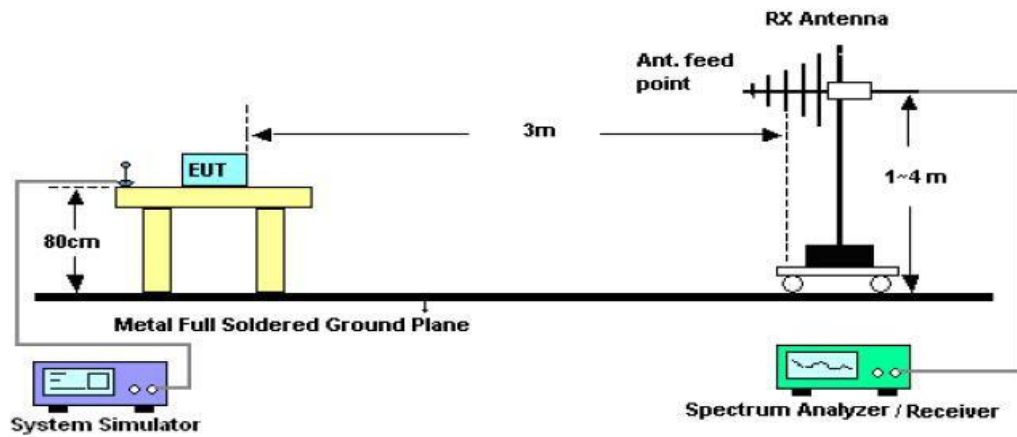 RX Antenna
Ant. feed
point
3m
EUT
1~4 m
80cm
Metal Full Soldered Ground Plane
System Simulator
Spectrum Analyzer / Receiver